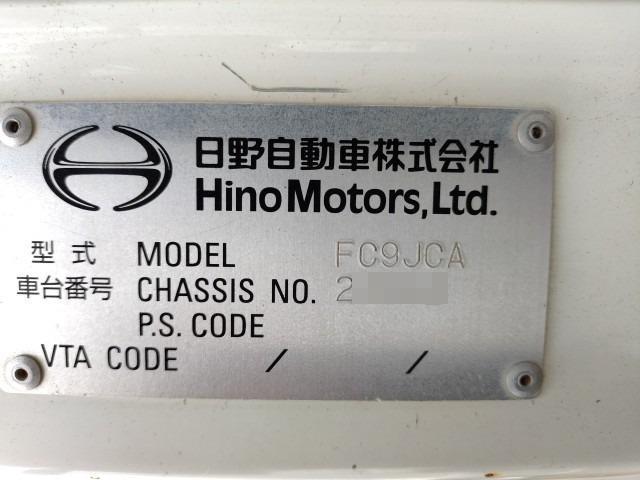 日野自動車株式会社
Hino Motors, Ltd.
型式 MODEL FC9JCA
車台番号 CHASSIS NO. 2
P.S. CODE
VTA CODE / /